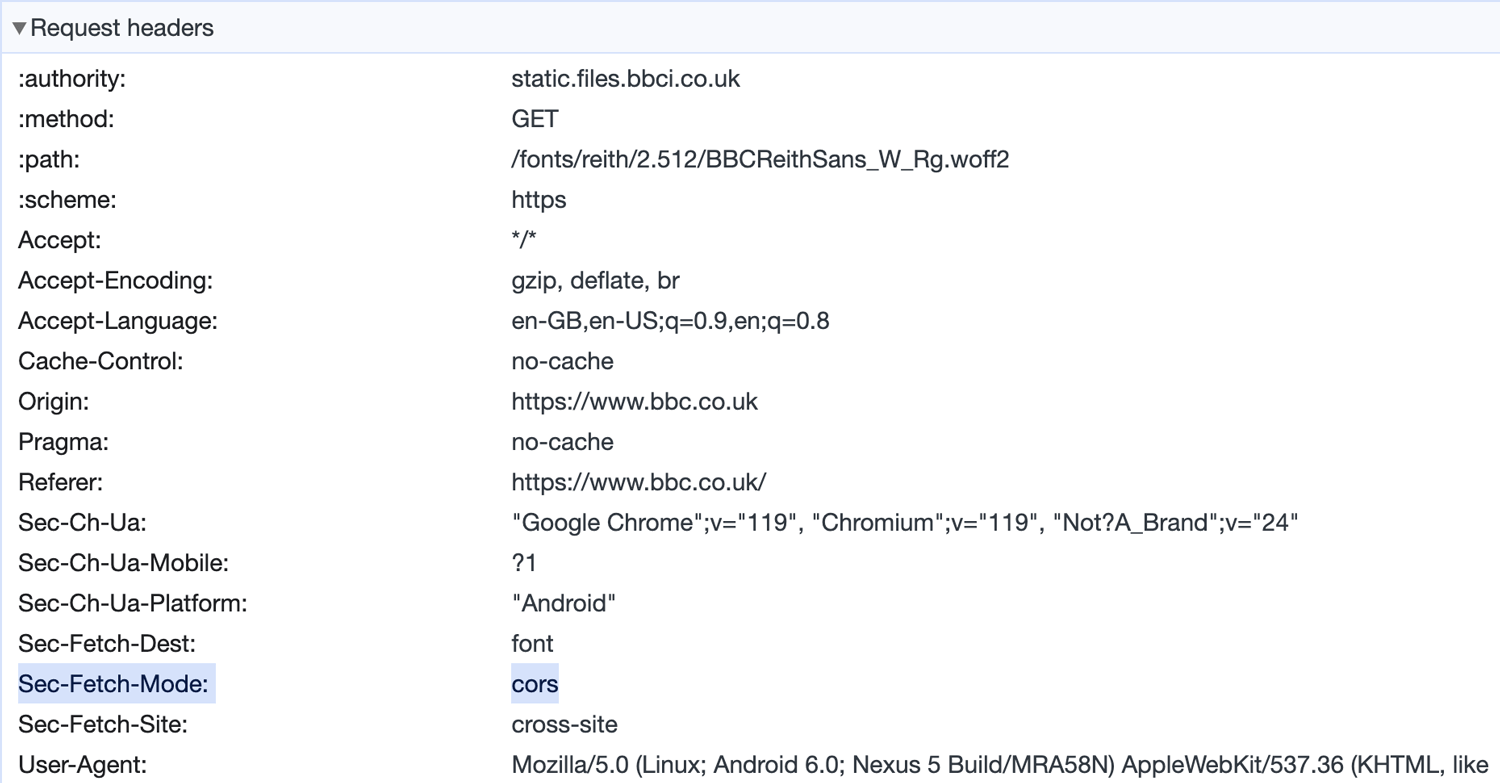 ▼Request headers
:authority: static.files.bbci.co.uk
:method: GET
:path: /fonts/reith/2.512/BBCReithSans_W_Rg.woff2
:scheme: https
Accept: */*
Accept-Encoding: gzip, deflate, br
Accept-Language: en-GB,en-US;q=0.9,en;q=0.8
Cache-Control: no-cache
Origin: https://www.bbc.co.uk
Pragma: no-cache
Referer: https://www.bbc.co.uk/
Sec-Ch-Ua: "Google Chrome";v="119", "Chromium";v="119", "Not?A_Brand";v="24"
Sec-Ch-Ua-Mobile: ?1
Sec-Ch-Ua-Platform: "Android"
Sec-Fetch-Dest: font
Sec-Fetch-Mode: cors
Sec-Fetch-Site: cross-site
User-Agent: Mozilla/5.0 (Linux; Android 6.0; Nexus 5 Build/MRA58N) AppleWebKit/537.36 (KHTML, like